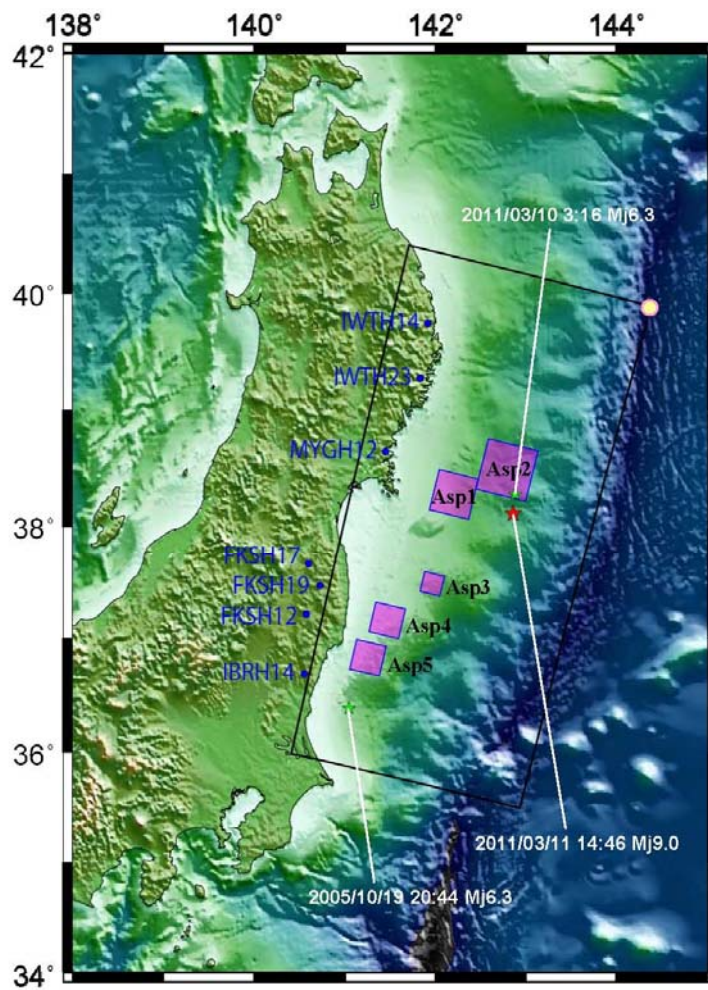 138° 140° 142° 144°
42°
2011/03/10 3:16 Mj6.3
40°
IWTH14
IWTH23
MYGH12
Asp2
Asp1
38°
FKSH17
FKSH19
Asp3
FKSH12
Asp4
Asp5
IBRH14
36°
2011/03/11 14:46 Mj9.0
2005/10/19 20:44 Mj6.3
34°